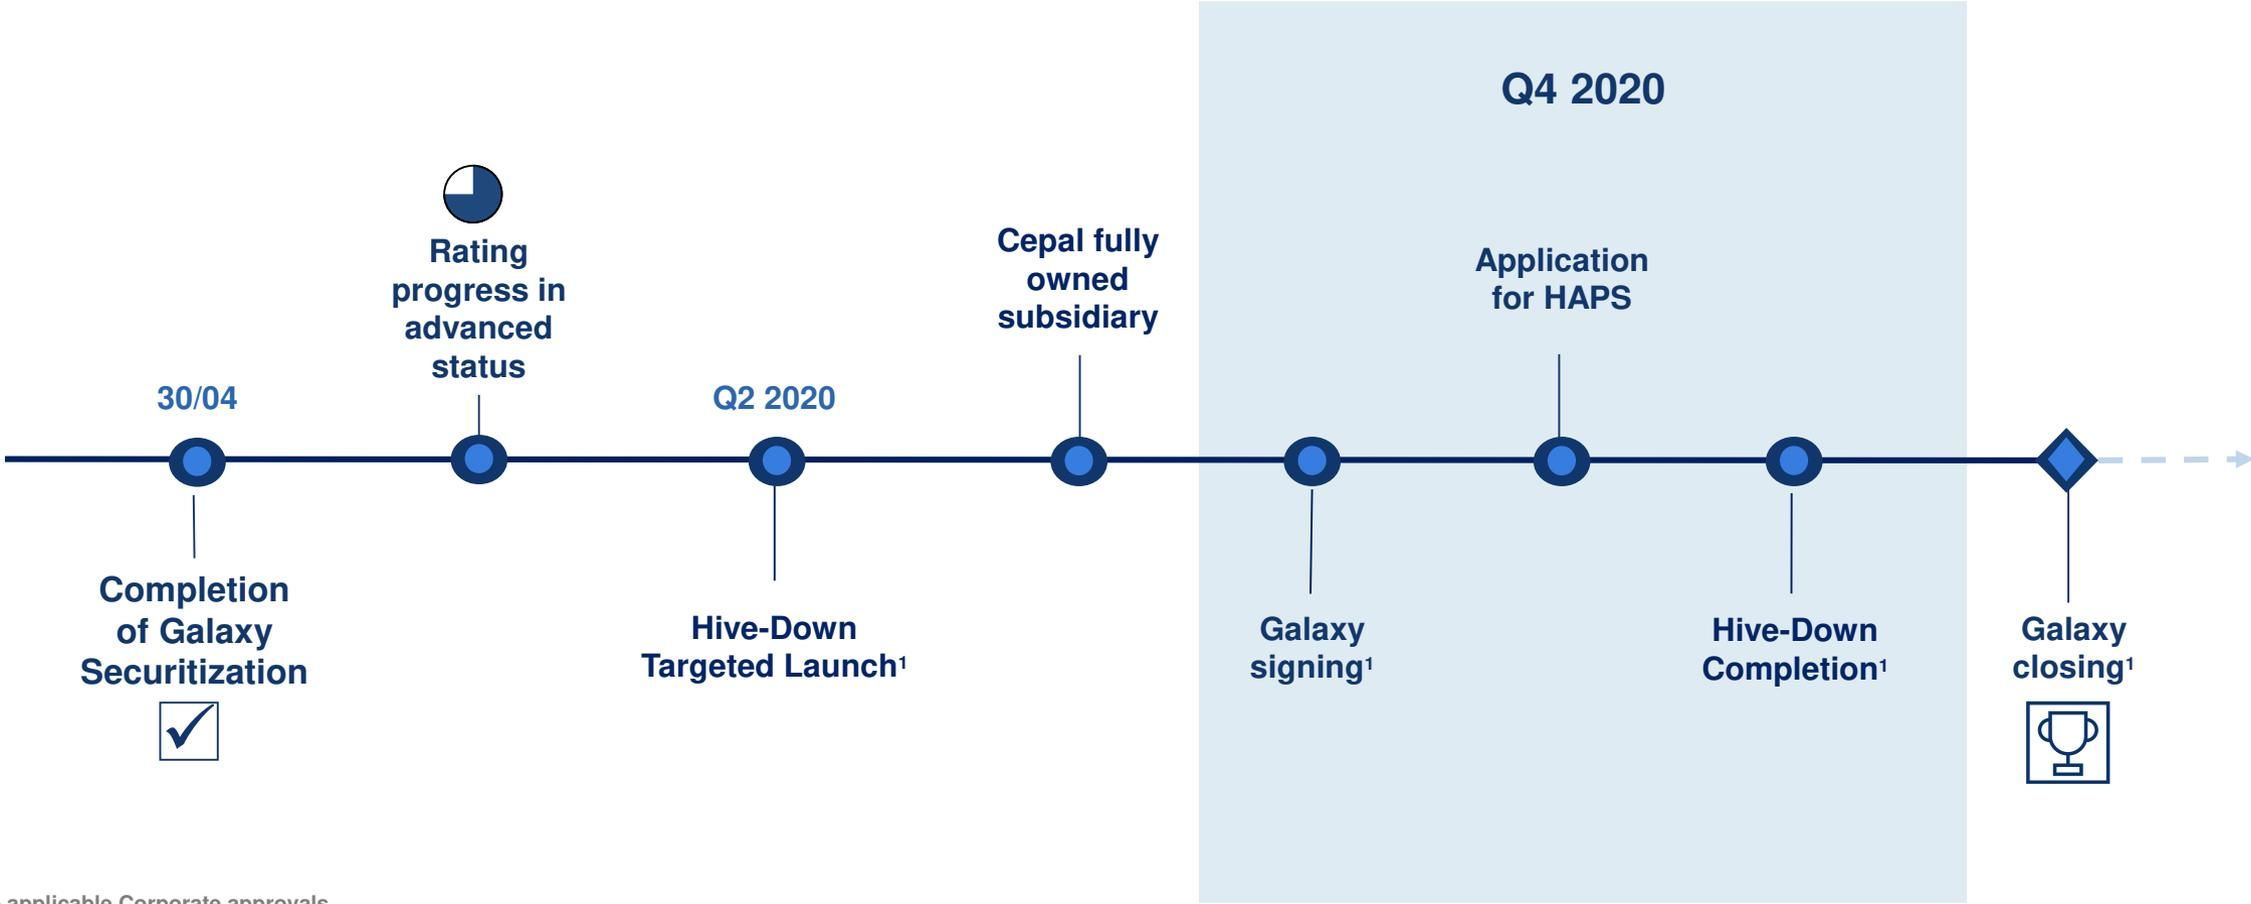 Q4 2020
Rating
progress in
advanced
status
Cepal fully
owned
subsidiary
Application
for HAPS
30/04
Q2 2020
Completion
of Galaxy
Securitization
Hive-Down
Targeted Launch¹
Galaxy
signing¹
Hive-Down
Completion¹
Galaxy
closing¹
applicable Corporate approvals